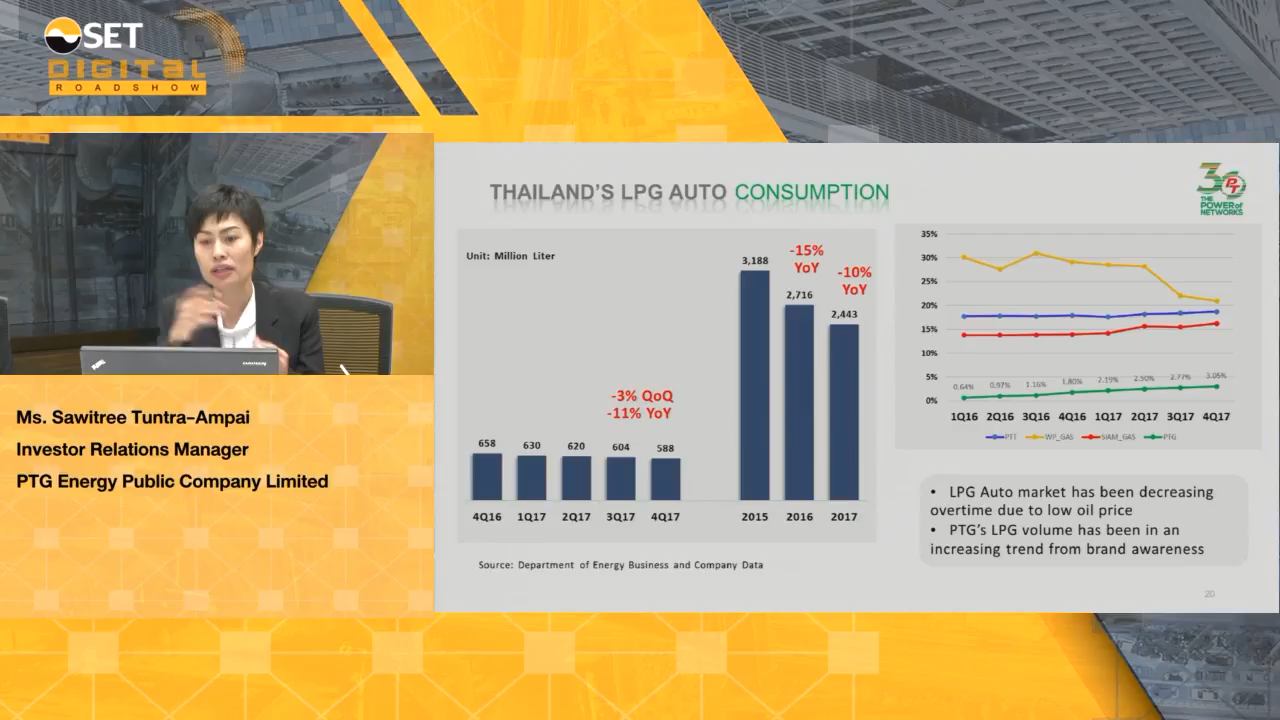 SET
DIGITAL
ROADSHOW
Ms. Sawitree Tuntra-Ampai
Investor Relations Manager
PTG Energy Public Company Limited
THAILAND'S LPG AUTO CONSUMPTION
30 PT
THE
POWER of
NETWORKS
Unit: Million Liter
-15%
YoY
-10%
YoY
3,188
2,716
2,443
-3% QoQ
-11% YoY
658 630 620 604 588
4Q16 1Q17 2Q17 3Q17 4Q17 2015 2016 2017
Source: Department of Energy Business and Company Data
35%
30%
25%
20%
15%
10%
5%
0%
0.64% 0.97% 1.16% 1.80% 2.19% 2.50% 2.77% 3.05%
1Q16 2Q16 3Q16 4Q16 1Q17 2Q17 3Q17 4Q17
PTT WP_GAS SIAM_GAS PTG
• LPG Auto market has been decreasing
overtime due to low oil price
• PTG's LPG volume has been in an
increasing trend from brand awareness
20